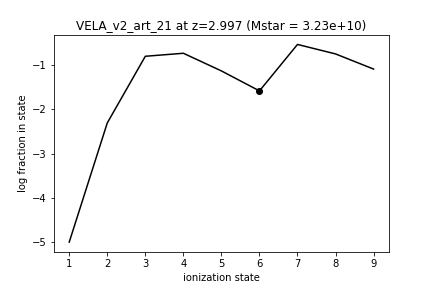 VELA_v2_art_21 at z=2.997 (Mstar = 3.23e+10)
log fraction in state
−1
−2
−3
−4
−5
1 2 3 4 5 6 7 8 9
ionization state